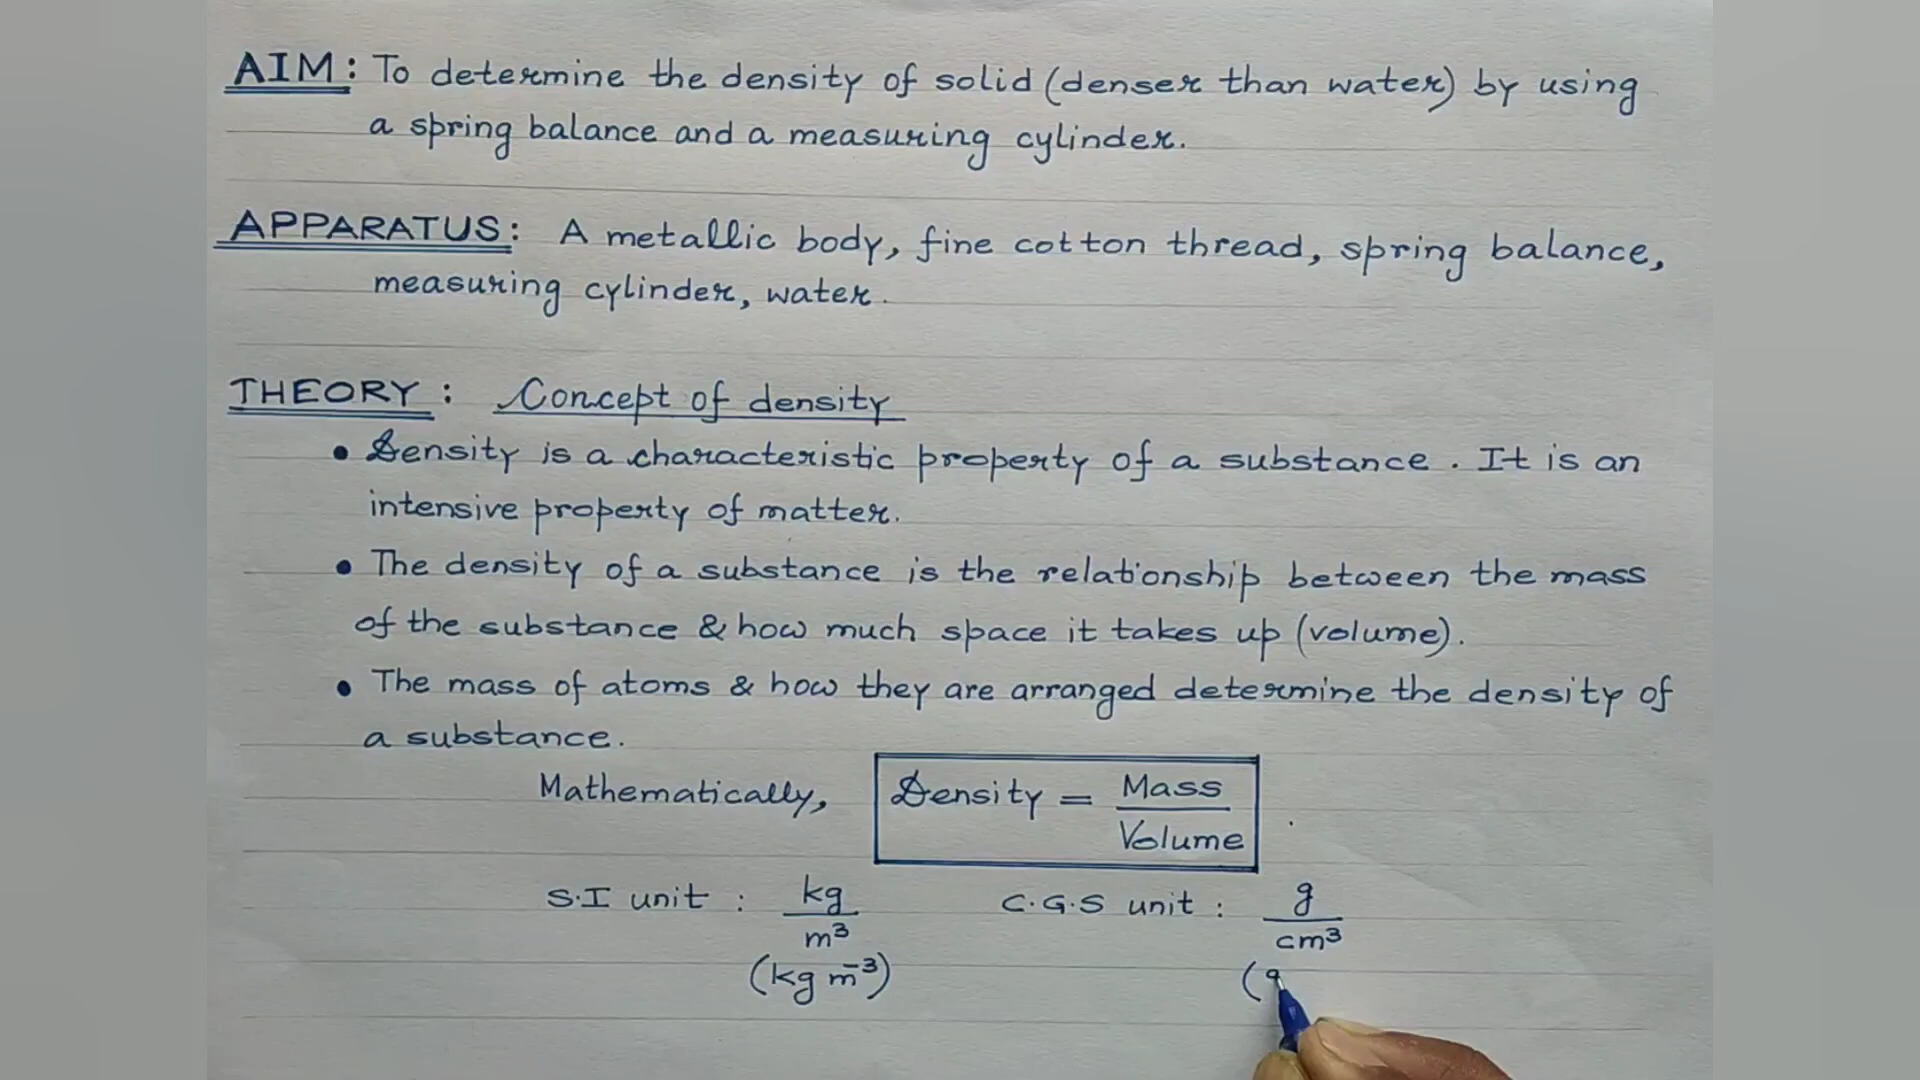 AIM: To determine the density of solid (denser than water) by using
a spring balance and a measuring cylinder.
APPARATUS: A metallic body, fine cotton thread, spring balance,
measuring cylinder, water.
THEORY: Concept of density
• Density is a characteristic property of a substance. It is an
intensive property of matter.
• The density of a substance is the relationship between the mass
of the substance & how much space it takes up (volume).
• The mass of atoms & how they are arranged determine the density of
a substance.
Mathematically, Density = Mass / Volume
S.I unit : kg / m³ C.G.S unit : g / cm³
(kg m⁻³) (g